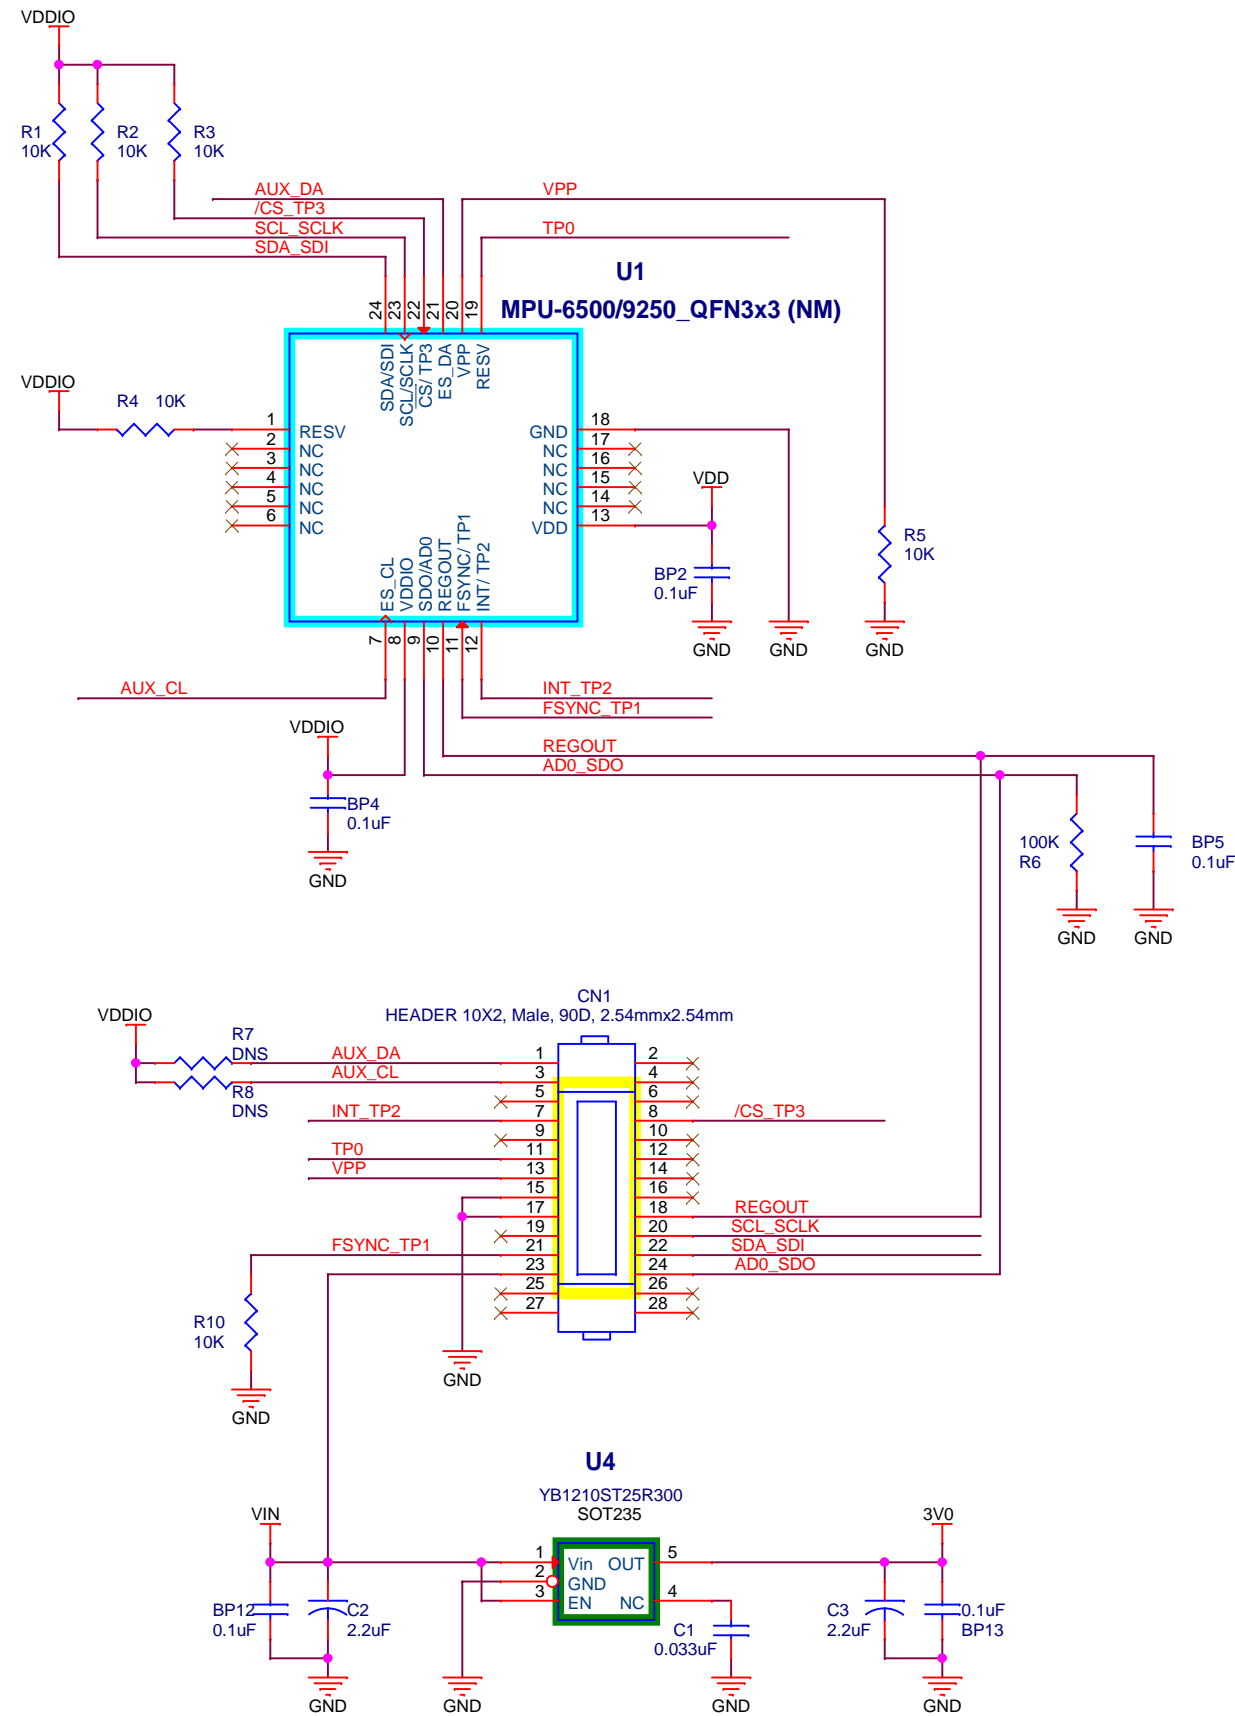 VDDIO
R1
10K
R2
10K
R3
10K
AUX_DA
/CS_TP3
SCL_SCLK
SDA_SDI
VPP
TP0
U1
MPU-6500/9250_QFN3x3 (NM)
24
23
22
21
20
19
SDA/SDI
SCL/SCLK
CS/ TP3
ES_DA
VPP
RESV
VDDIO
R4 10K
1
2
3
4
5
6
RESV
NC
NC
NC
NC
NC
GND
NC
NC
NC
NC
VDD
18
17
16
15
14
13
VDD
BP2
0.1uF
GND
GND
R5
10K
GND
ES_CL
VDDIO
SDO/AD0
REGOUT
FSYNC/ TP1
INT/ TP2
7
8
9
10
11
12
AUX_CL
INT_TP2
FSYNC_TP1
REGOUT
AD0_SDO
VDDIO
BP4
0.1uF
GND
100K
R6
GND
BP5
0.1uF
GND
CN1
HEADER 10X2, Male, 90D, 2.54mmx2.54mm
VDDIO
R7
DNS
R8
DNS
AUX_DA
AUX_CL
INT_TP2
TP0
VPP
FSYNC_TP1
1
3
5
7
9
11
13
15
17
19
21
23
25
27
2
4
6
8
10
12
14
16
18
20
22
24
26
28
/CS_TP3
REGOUT
SCL_SCLK
SDA_SDI
AD0_SDO
R10
10K
GND
GND
U4
YB1210ST25R300
SOT235
VIN
BP12
0.1uF
C2
2.2uF
GND
GND
1
2
3
Vin
GND
EN
OUT
NC
5
4
C1
0.033uF
GND
3V0
C3
2.2uF
0.1uF
BP13
GND